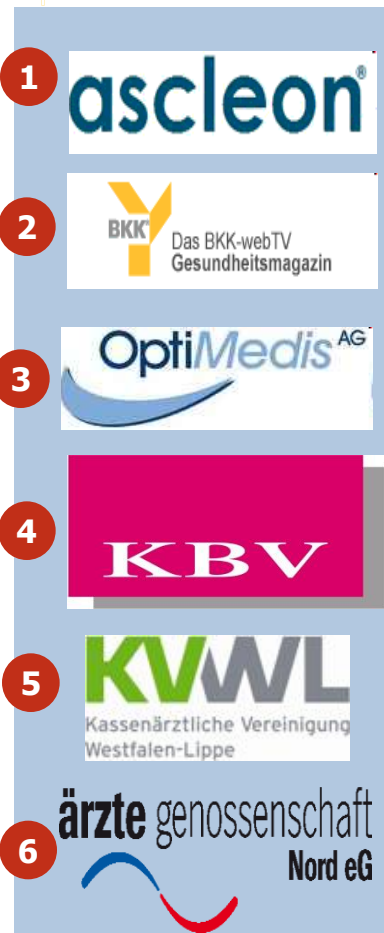 1
ascleon®
2
BKK®
Das BKK-webTV
Gesundheitsmagazin
3
OptiMedis AG
4
KBV
5
KVWL
Kassenärztliche Vereinigung
Westfalen-Lippe
6
ärzte genossenschaft
Nord eG